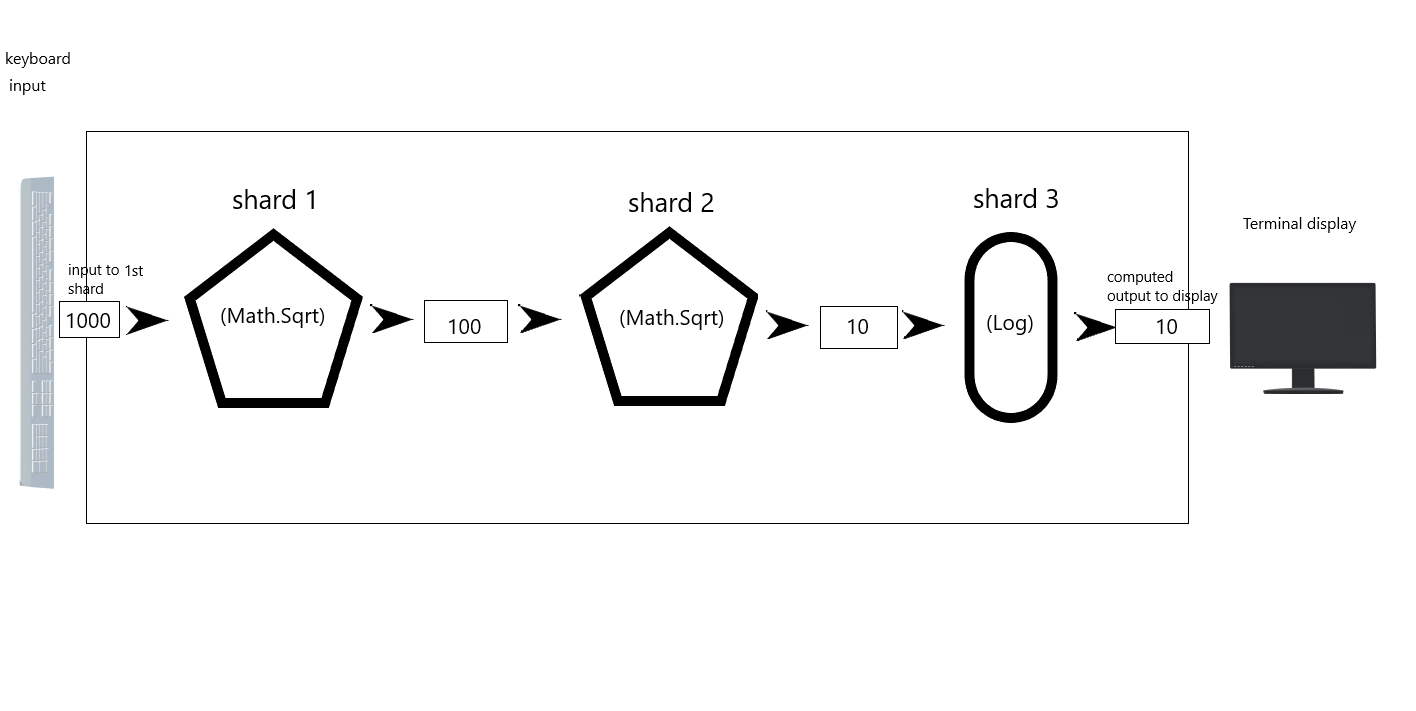 keyboard
input
shard 1
shard 2
shard 3
Terminal display
input to 1st
shard
computed
output to display
1000
(Math.Sqrt)
100
(Math.Sqrt)
10
(Log)
10